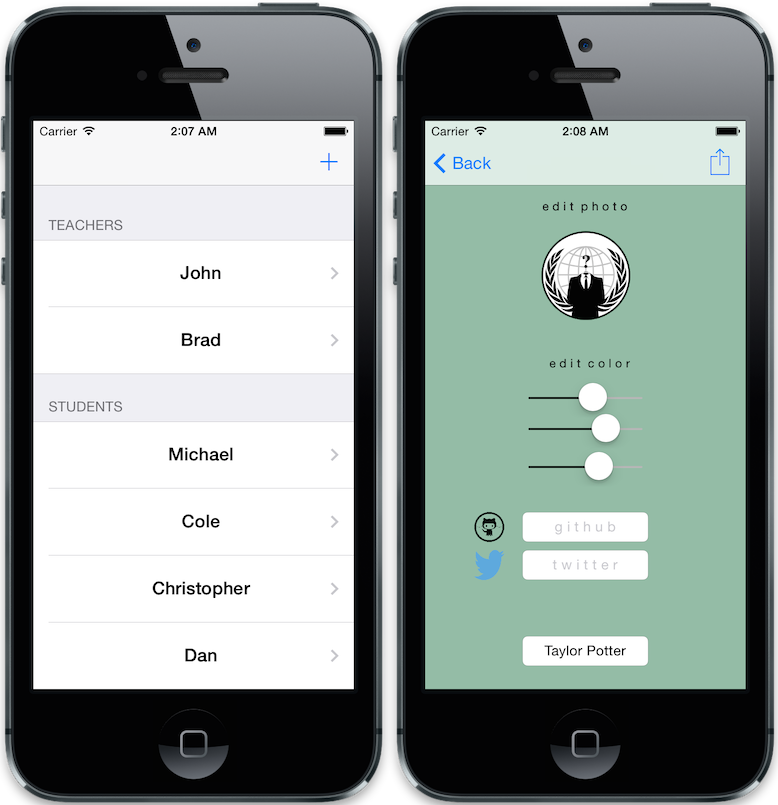 Carrier 2:07 AM
+
TEACHERS
John
Brad
STUDENTS
Michael
Cole
Christopher
Dan
Carrier 2:08 AM
Back
edit photo
?
edit color
github
twitter
Taylor Potter